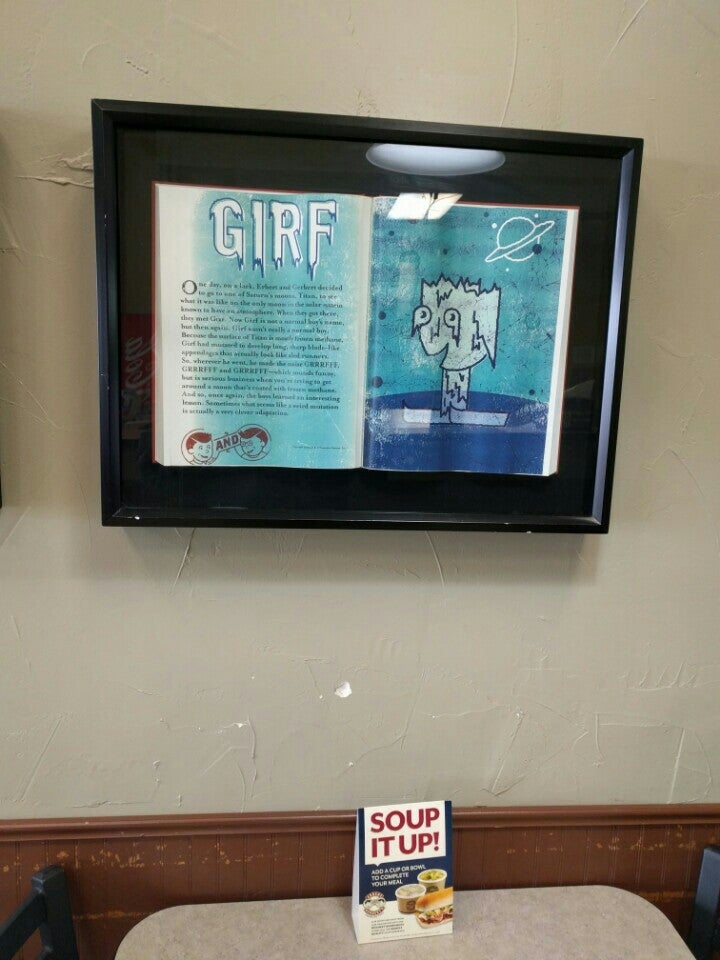 GIRF
One day, on a lark, Erbert and Gerbert decided
to go to one of Saturn's moons, Titan, to see
what it was like on the only moon in the solar system
known to have an atmosphere. When they got there,
they met Girf. Now Girf is not a normal boy's name,
but then again, Girf wasn't really a normal boy.
Because the surface of Titan is mostly frozen methane,
Girf had mutated to develop long, sharp blade-like
appendages that actually look like sled runners.
So, wherever he went, he made the noise GRRRFFF,
GRRRFFF and GRRRFFT—which sounds funny,
but is serious business when you're trying to get
around a moon that's coated with frozen methane.
And so, once again, the boys learned an interesting
lesson. Sometimes what seems like a weird mutation
is actually a very clever adaptation.
AND
SOUP
IT UP!
ADD A CUP OR BOWL
TO COMPLETE
YOUR MEAL